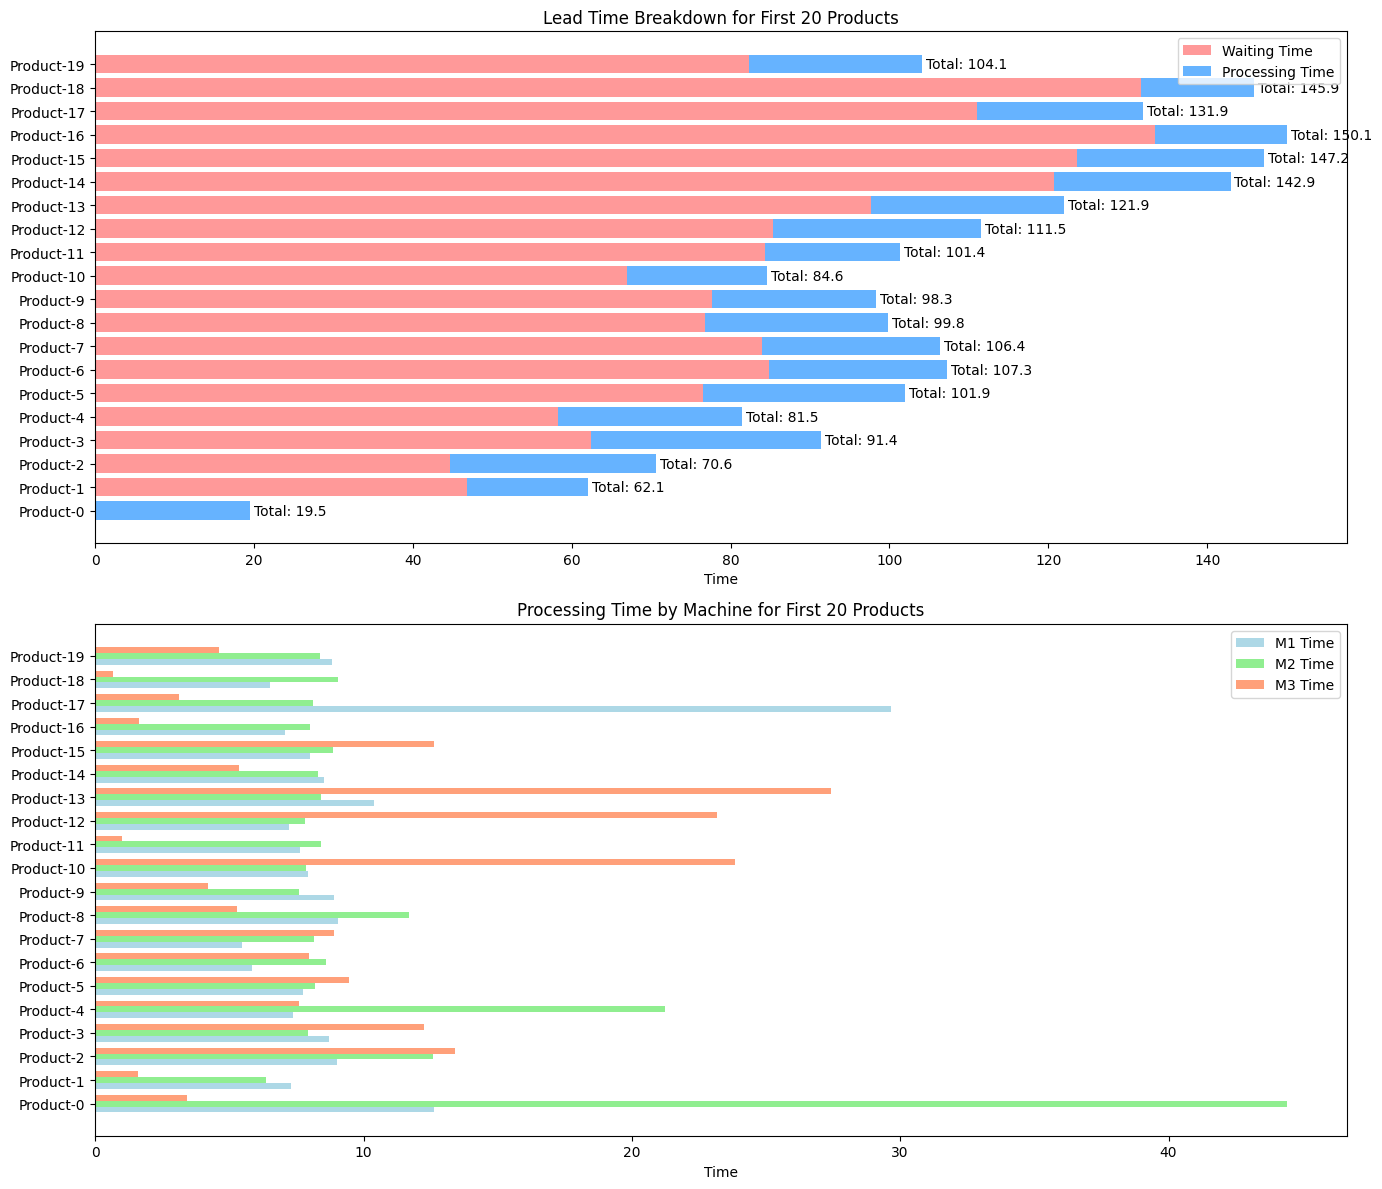 Lead Time Breakdown for First 20 Products
Waiting Time
Processing Time
Product-19 Total: 104.1
Product-18 Total: 145.9
Product-17 Total: 131.9
Product-16 Total: 150.1
Product-15 Total: 147.2
Product-14 Total: 142.9
Product-13 Total: 121.9
Product-12 Total: 111.5
Product-11 Total: 101.4
Product-10 Total: 84.6
Product-9 Total: 98.3
Product-8 Total: 99.8
Product-7 Total: 106.4
Product-6 Total: 107.3
Product-5 Total: 101.9
Product-4 Total: 81.5
Product-3 Total: 91.4
Product-2 Total: 70.6
Product-1 Total: 62.1
Product-0 Total: 19.5
0 20 40 60 80 100 120 140
Time
Processing Time by Machine for First 20 Products
M1 Time
M2 Time
M3 Time
Product-19
Product-18
Product-17
Product-16
Product-15
Product-14
Product-13
Product-12
Product-11
Product-10
Product-9
Product-8
Product-7
Product-6
Product-5
Product-4
Product-3
Product-2
Product-1
Product-0
0 10 20 30 40
Time